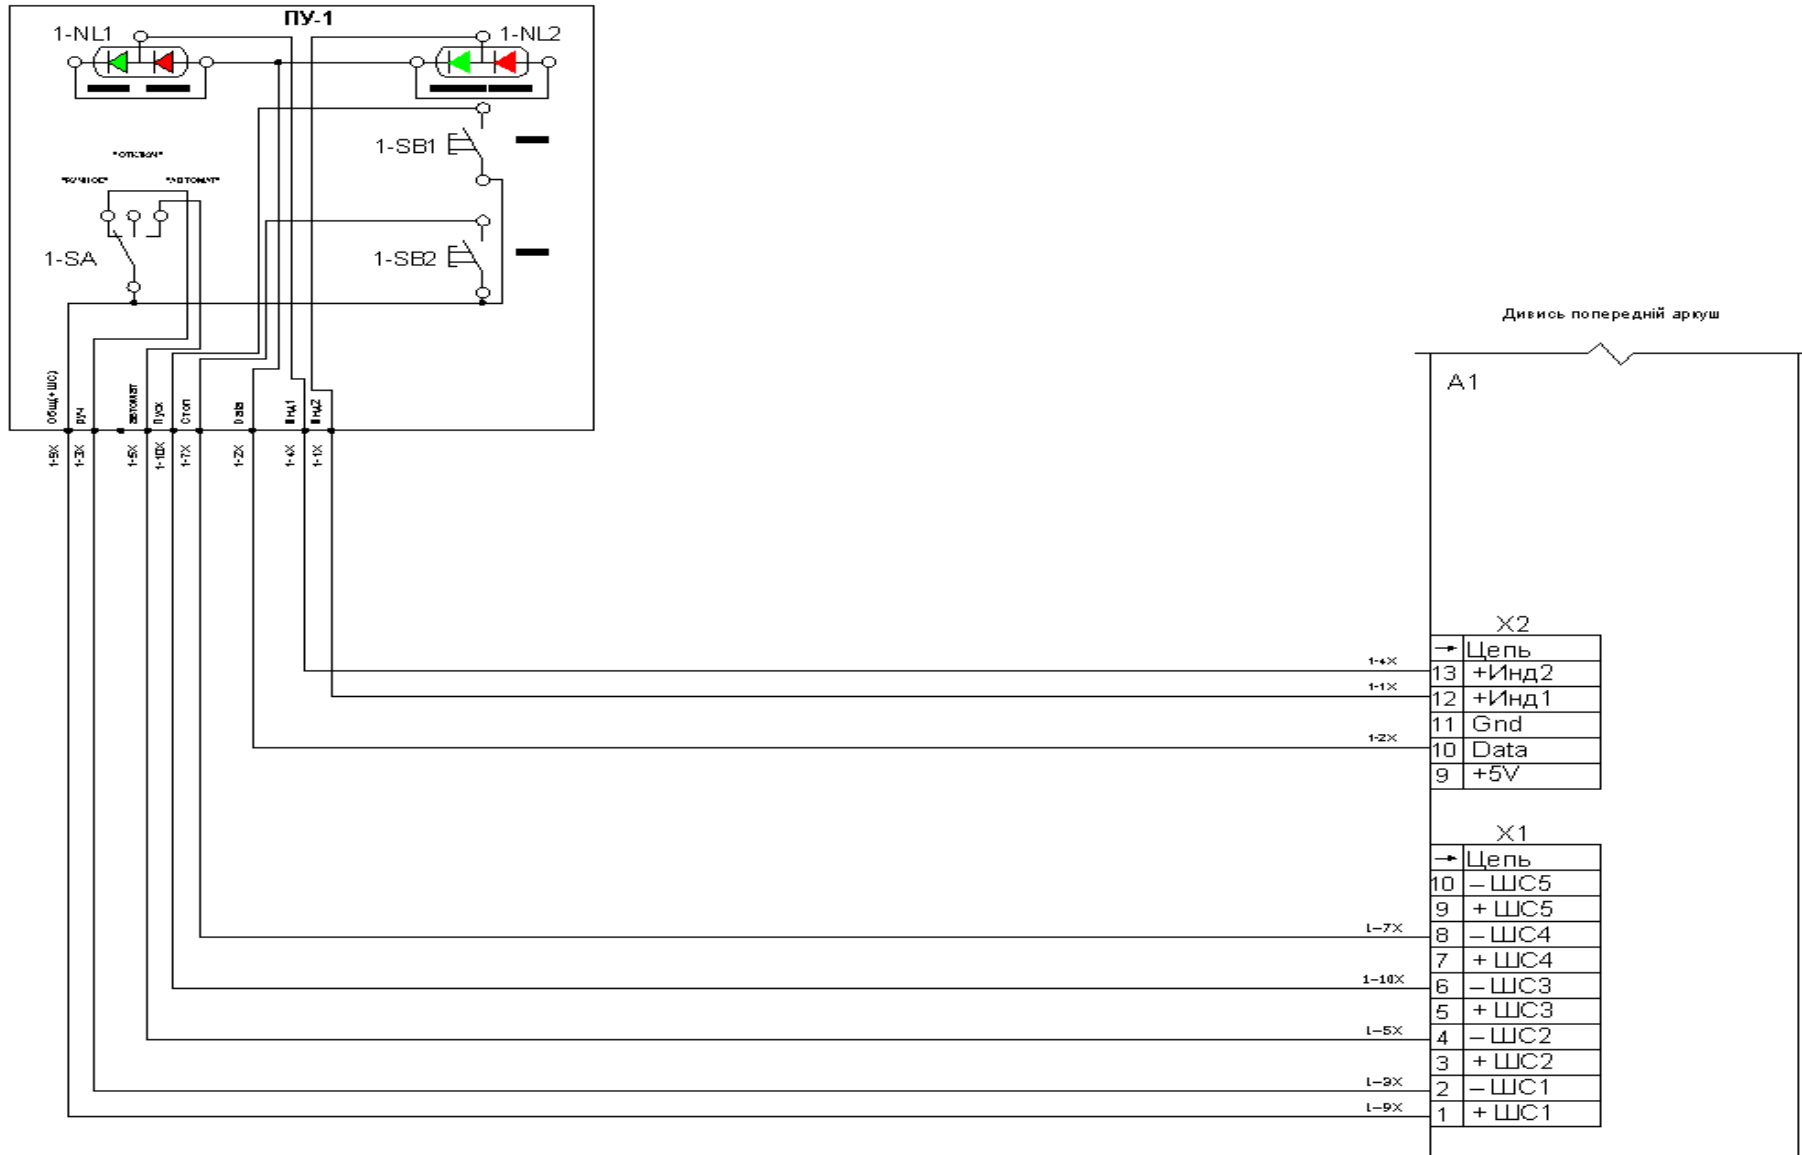 ПУ-1
1-NL1
1-NL2
1-SB1
"ОТКЛЮЧ"
"РУЧНОЕ" "АВТОМАТ"
1-SA
1-SB2
Дивись попередній аркуш
Общ(+ШС)
руч
автомат
Пуск
Стоп
Data
Инд1
Инд2
A1
1-9X
1-3X
1-5X
1-10X
1-7X
1-2X
1-4X
1-1X
X2
Цепь
1-4X 13 +Инд2
1-1X 12 +Инд1
11 Gnd
1-2X 10 Data
9 +5V
X1
Цепь
10 – ШС5
9 + ШС5
1–7X 8 – ШС4
7 + ШС4
1–10X 6 – ШС3
5 + ШС3
1–5X 4 – ШС2
3 + ШС2
1–3X 2 – ШС1
1–9X 1 + ШС1